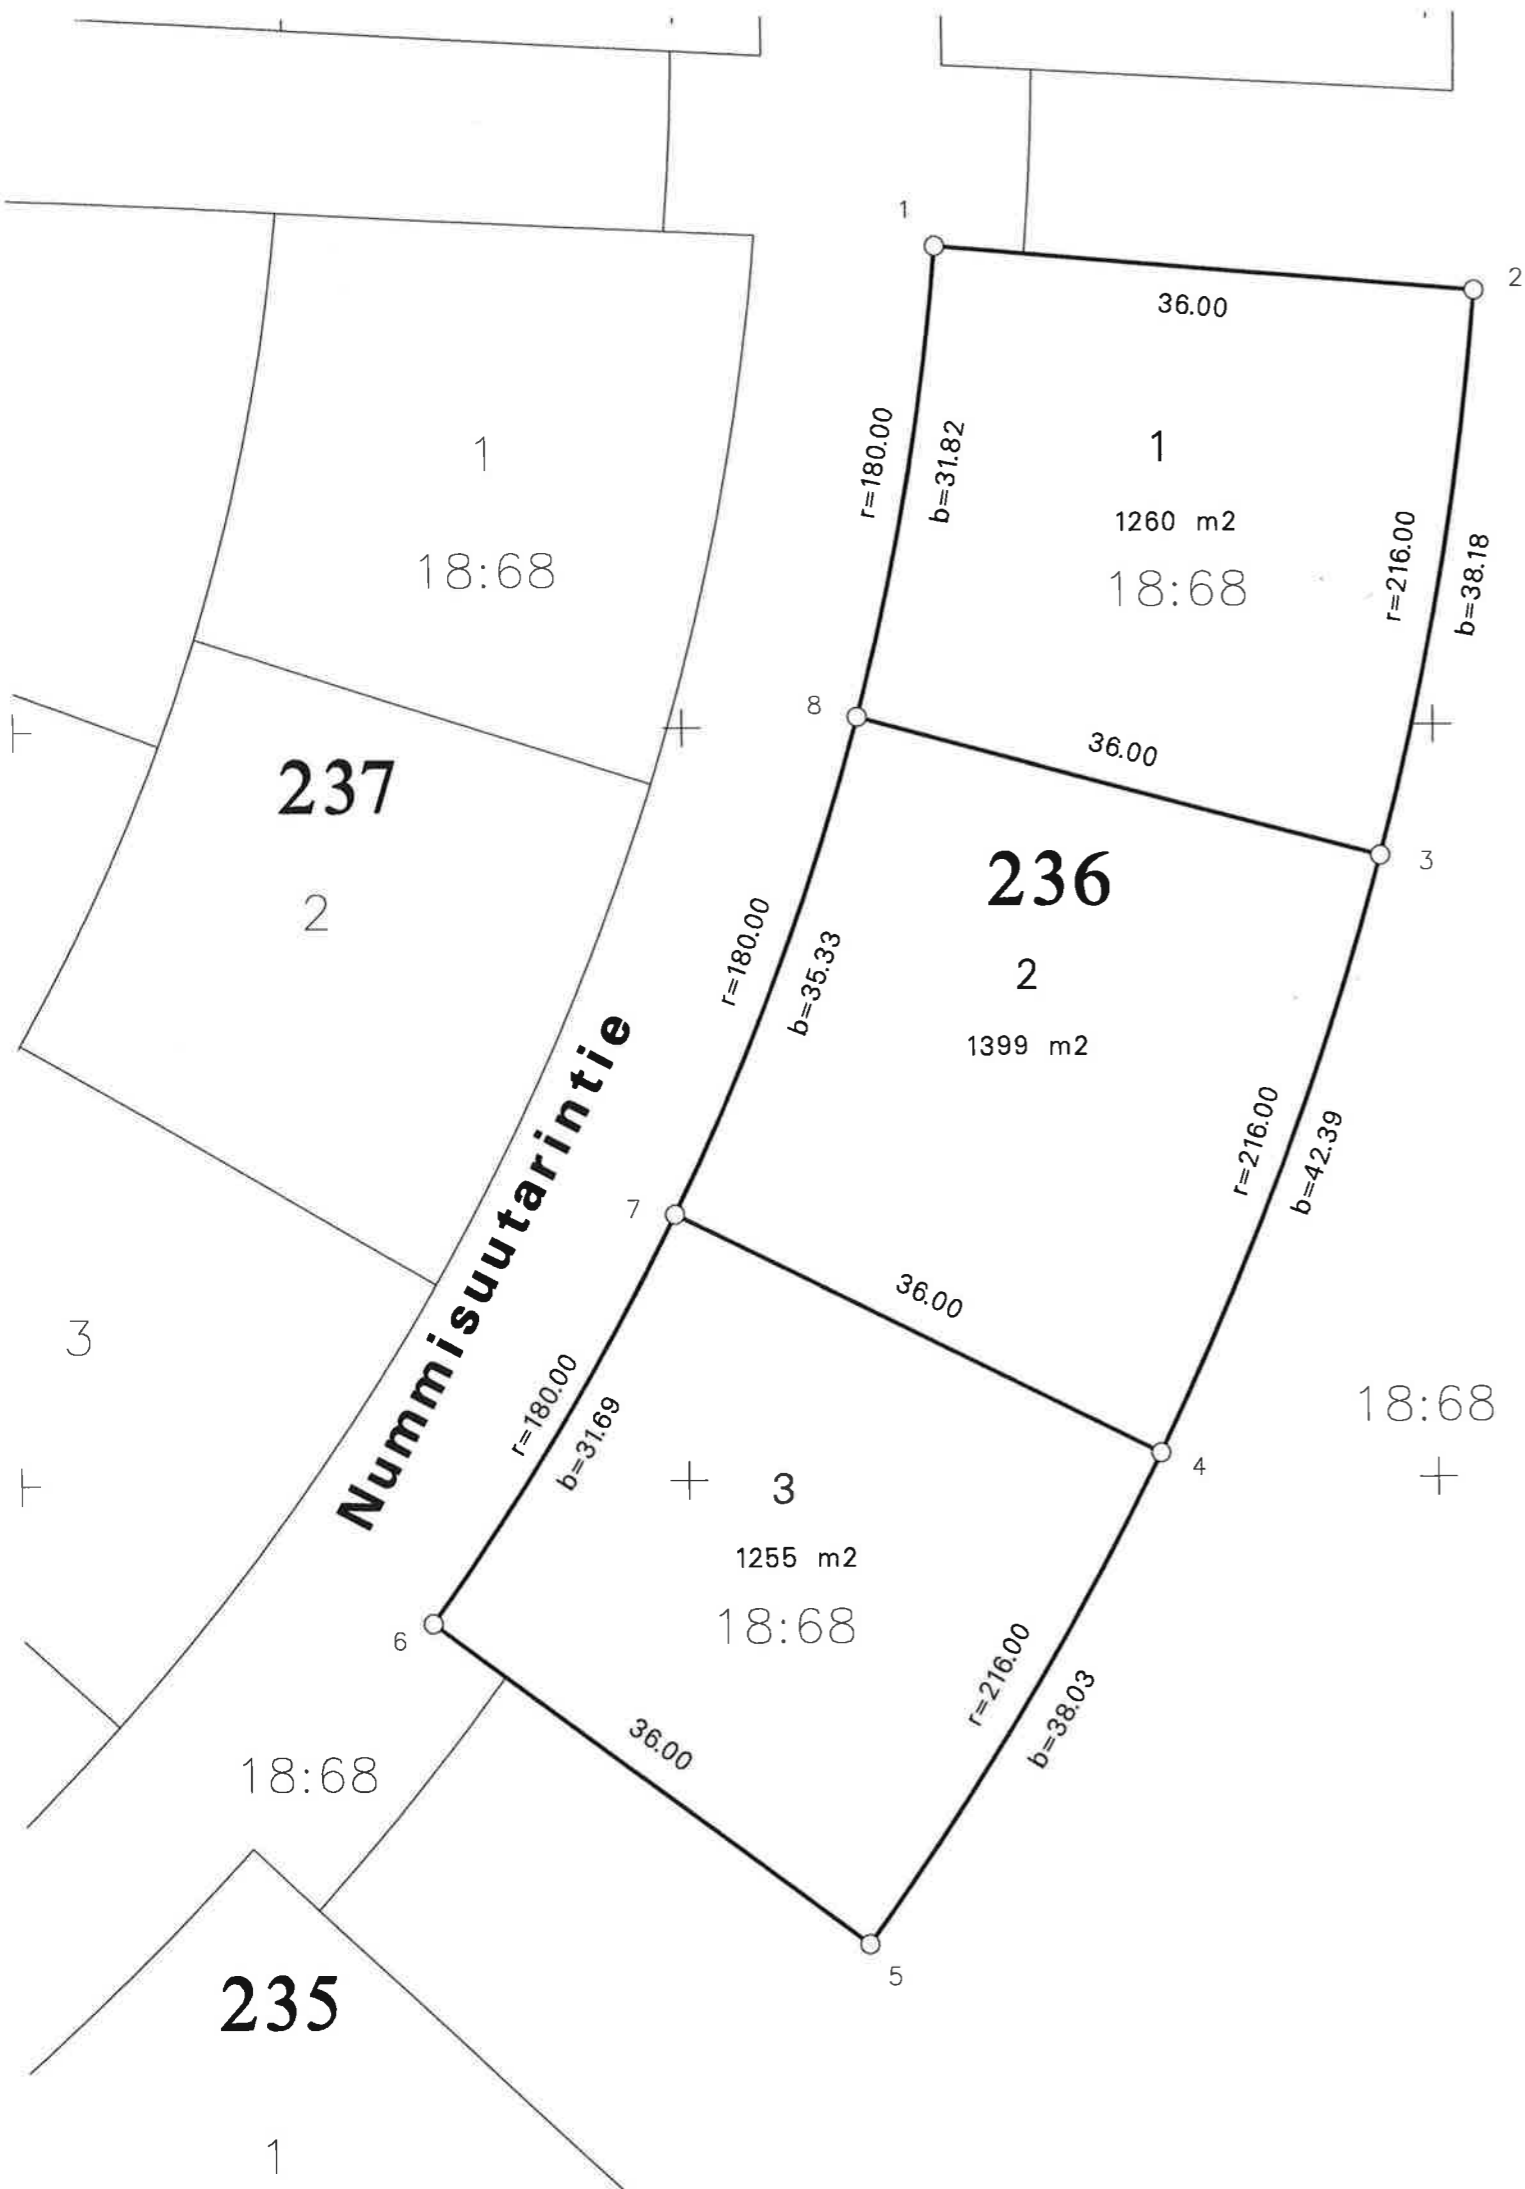 1
2
36.00
r=180.00
b=31.82
1
1260 m2
18:68
r=216.00
b=38.18
1
18:68
8
36.00
3
237
2
236
2
1399 m2
r=180.00
b=35.33
r=216.00
b=42.39
Nummisuutarintie
7
36.00
4
3
18:68
r=180.00
b=31.69
3
1255 m2
18:68
6
r=216.00
b=38.03
36.00
18:68
5
235
1